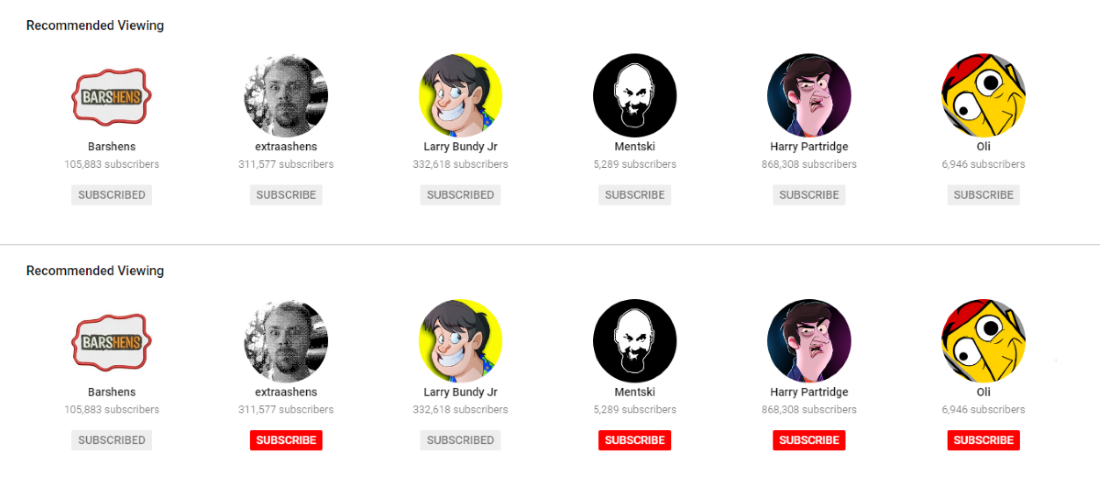 Recommended Viewing
BARSHENS
Barshens extraashens Larry Bundy Jr Mentski Harry Partridge Oli
105,883 subscribers 311,577 subscribers 332,618 subscribers 5,289 subscribers 868,308 subscribers 6,946 subscribers
SUBSCRIBED SUBSCRIBE SUBSCRIBED SUBSCRIBE SUBSCRIBE SUBSCRIBE
Recommended Viewing
BARSHENS
Barshens extraashens Larry Bundy Jr Mentski Harry Partridge Oli
105,883 subscribers 311,577 subscribers 332,618 subscribers 5,289 subscribers 868,308 subscribers 6,946 subscribers
SUBSCRIBED SUBSCRIBE SUBSCRIBED SUBSCRIBE SUBSCRIBE SUBSCRIBE